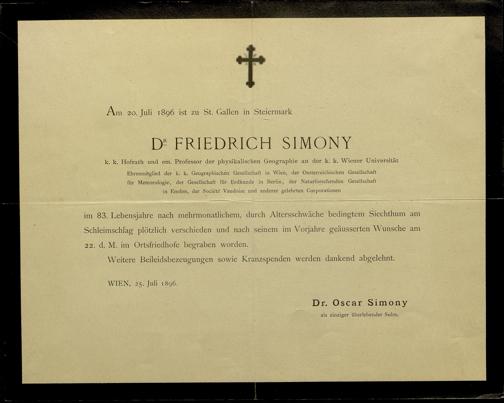 Am 20. Juli 1896 ist zu St. Gallen in Steiermark
Dr. FRIEDRICH SIMONY
k. k. Hofrath und em. Professor der physikalischen Geographie an der k. k. Wiener Universität
Ehrenmitglied der k. k. Geographischen Gesellschaft in Wien, der Oesterreichischen Gesellschaft
für Meteorologie, der Gesellschaft für Erdkunde in Berlin, der Naturforschenden Gesellschaft
in Emden, der Société Vaudoise und anderer gelehrten Corporationen
im 83. Lebensjahre nach mehrmonatlichem, durch Altersschwäche bedingtem Siechthum am
Schleimschlag plötzlich verschieden und nach seinem im Vorjahre geäusserten Wunsche am
22. d. M. im Ortsfriedhofe begraben worden.
Weitere Beileidsbezeugungen sowie Kranzspenden werden dankend abgelehnt.
WIEN, 25. Juli 1896.
Dr. Oscar Simony
als einziger überlebender Sohn.